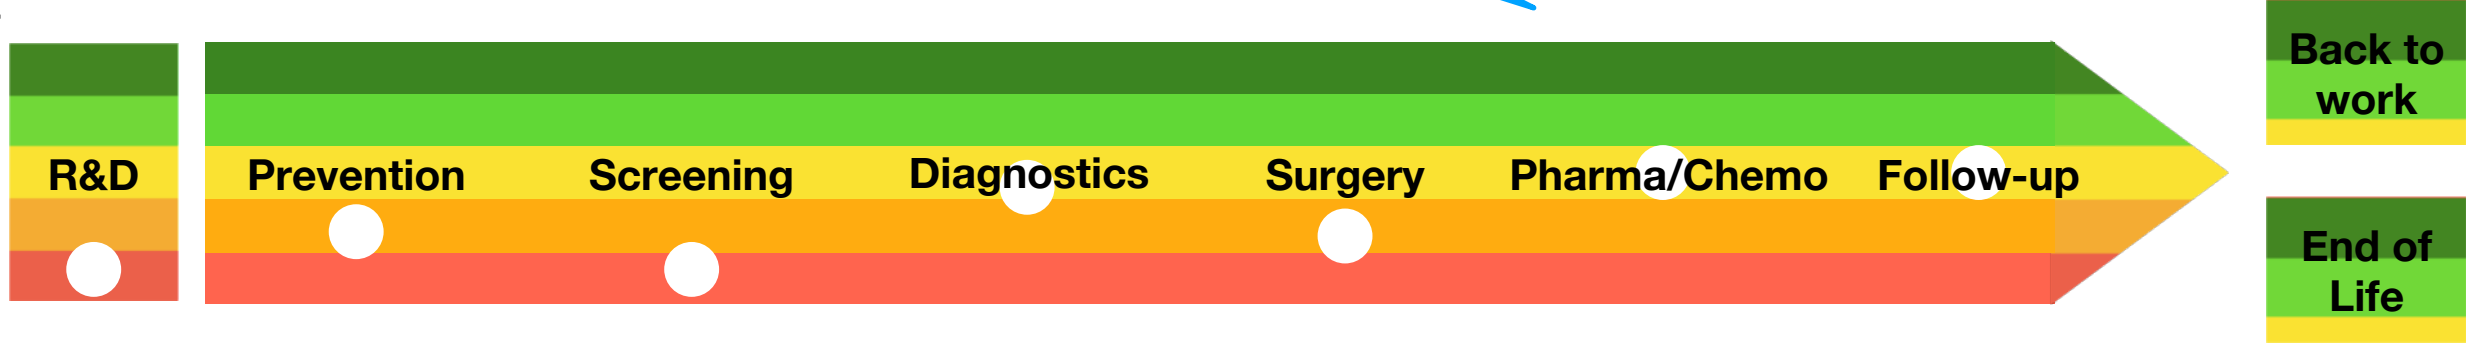 R&D
Prevention
Screening
Diagnostics
Surgery
Pharma/Chemo
Follow-up
Back to
work
End of
Life